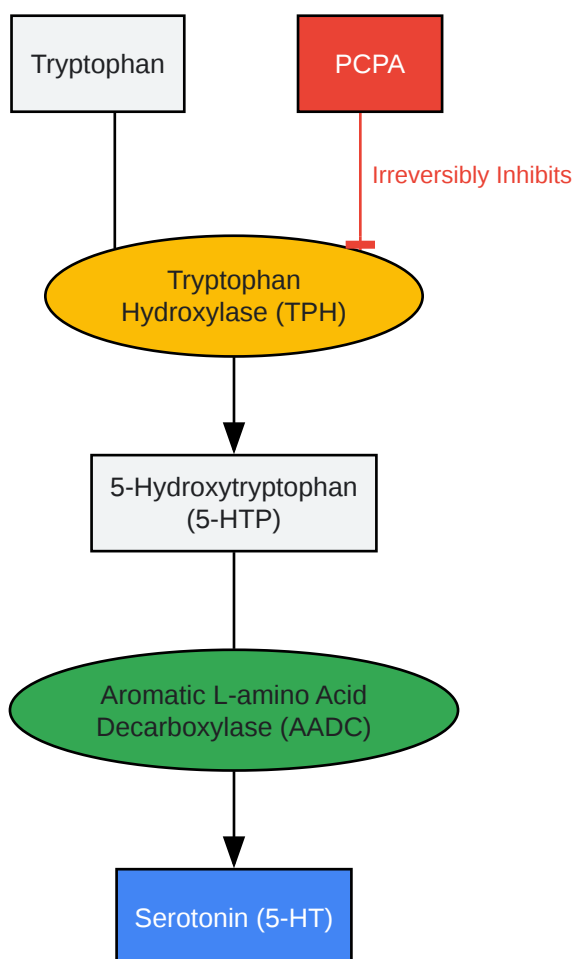 Tryptophan
PCPA
Irreversibly Inhibits
Tryptophan
Hydroxylase (TPH)
5-Hydroxytryptophan
(5-HTP)
Aromatic L-amino Acid
Decarboxylase (AADC)
Serotonin (5-HT)